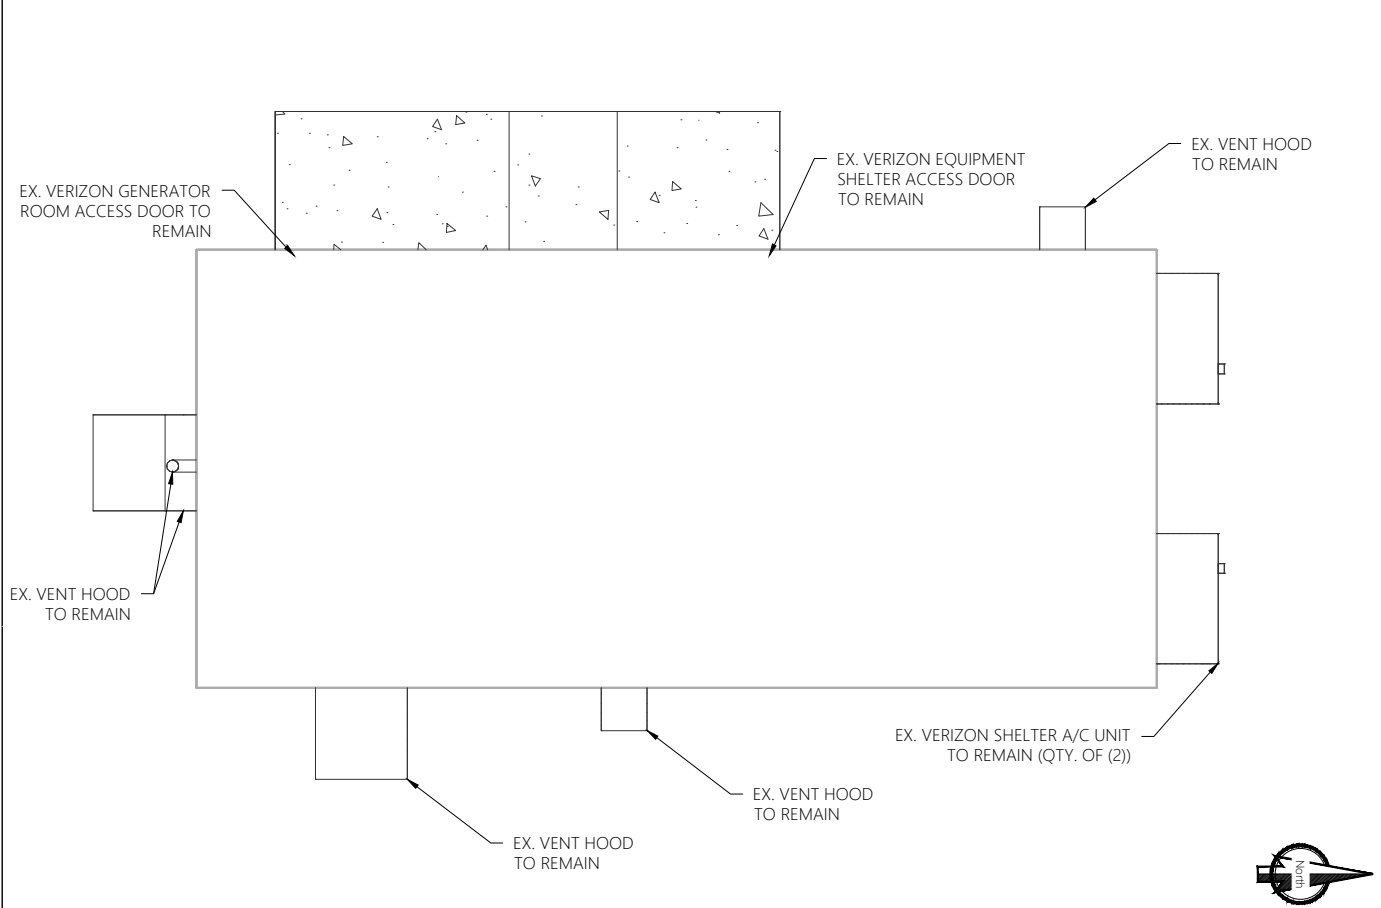 EX. VENT HOOD
TO REMAIN
EX. VERIZON EQUIPMENT
SHELTER ACCESS DOOR
TO REMAIN
EX. VERIZON GENERATOR
ROOM ACCESS DOOR TO
REMAIN
EX. VENT HOOD
TO REMAIN
EX. VERIZON SHELTER A/C UNIT
TO REMAIN (QTY. OF (2))
EX. VENT HOOD
TO REMAIN
EX. VENT HOOD
TO REMAIN
North